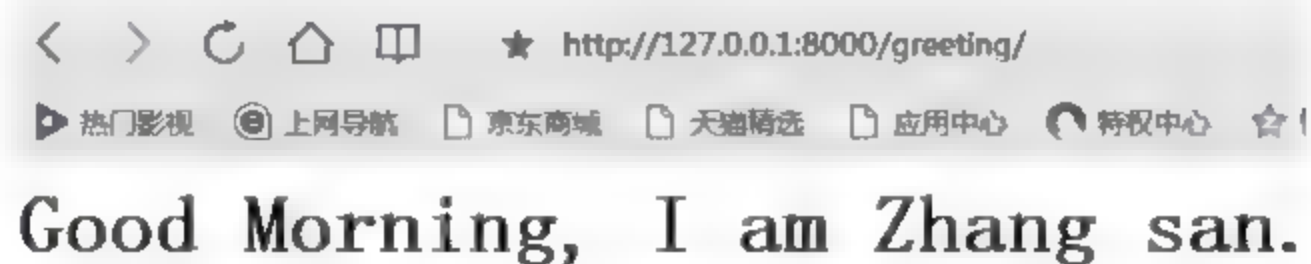 http://127.0.0.1:8000/greeting/
热门影视 上网导航 京东商城 天猫精选 应用中心 特权中心
Good Morning, I am Zhang san.